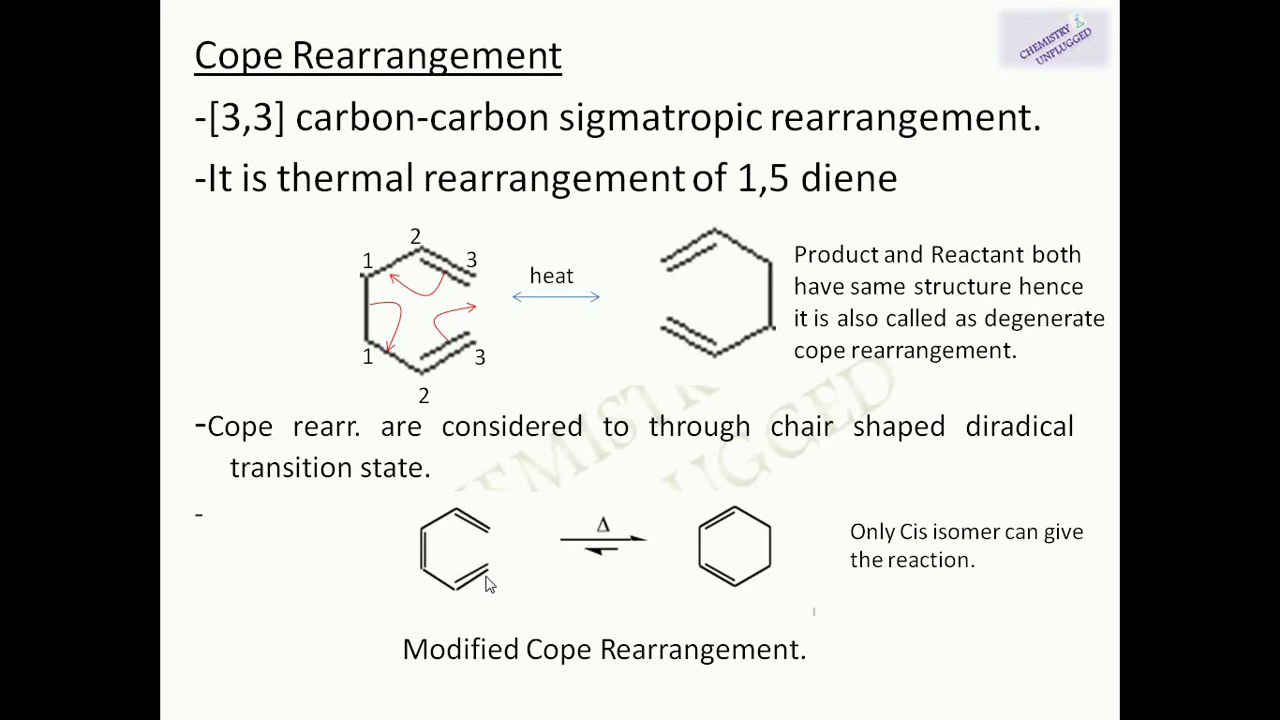 CHEMISTRY
UNPLUGGED
Cope Rearrangement
-[3,3] carbon-carbon sigmatropic rearrangement.
-It is thermal rearrangement of 1,5 diene
2
1
3
1
3
2
heat
Product and Reactant both
have same structure hence
it is also called as degenerate
cope rearrangement.
-Cope rearr. are considered to through chair shaped diradical
transition state.
-
Δ
Only Cis isomer can give
the reaction.
Modified Cope Rearrangement.